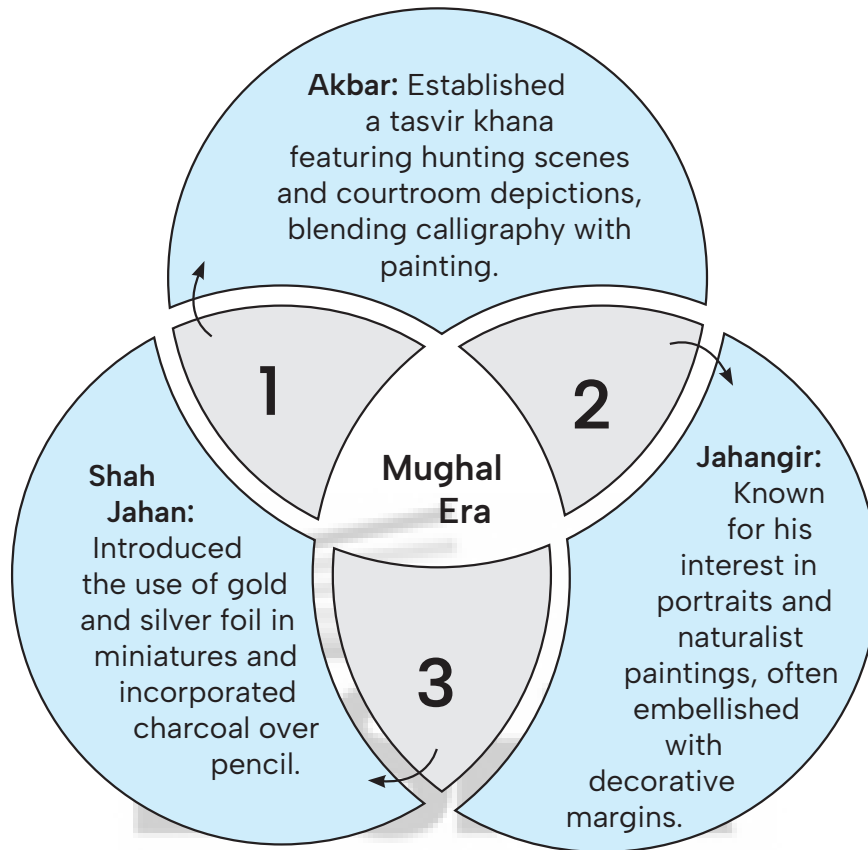 Akbar: Established
a tasvir khana
featuring hunting scenes
and courtroom depictions,
blending calligraphy with
painting.
1
2
Mughal
Era
Shah
Jahan:
Introduced
the use of gold
and silver foil in
miniatures and
incorporated
charcoal over
pencil.
Jahangir:
Known
for his
interest in
portraits and
naturalist
paintings, often
embellished
with
decorative
margins.
3